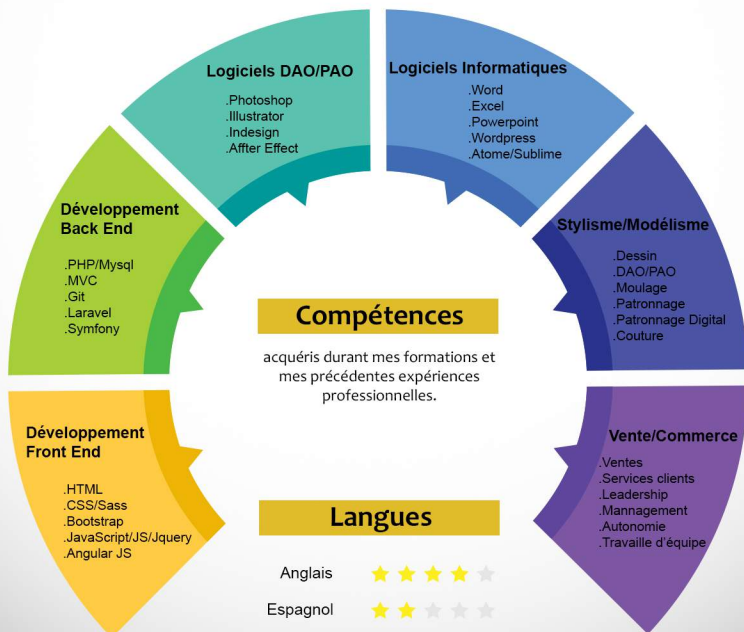 Logiciels DAO/PAO
.Photoshop
.Illustrator
.Indesign
.Affter Effect
Logiciels Informatiques
.Word
.Excel
.Powerpoint
.Wordpress
.Atome/Sublime
Développement
Back End
.PHP/Mysql
.MVC
.Git
.Laravel
.Symfony
Stylisme/Modélisme
.Dessin
.DAO/PAO
.Moulage
.Patronnage
.Patronnage Digital
.Couture
Compétences
acquéris durant mes formations et
mes précédentes expériences
professionnelles.
Développement
Front End
.HTML
.CSS/Sass
.Bootstrap
.JavaScript/JS/Jquery
.Angular JS
Vente/Commerce
.Ventes
.Services clients
.Leadership
.Mannagement
.Autonomie
.Travaille d'équipe
Langues
Anglais
Espagnol